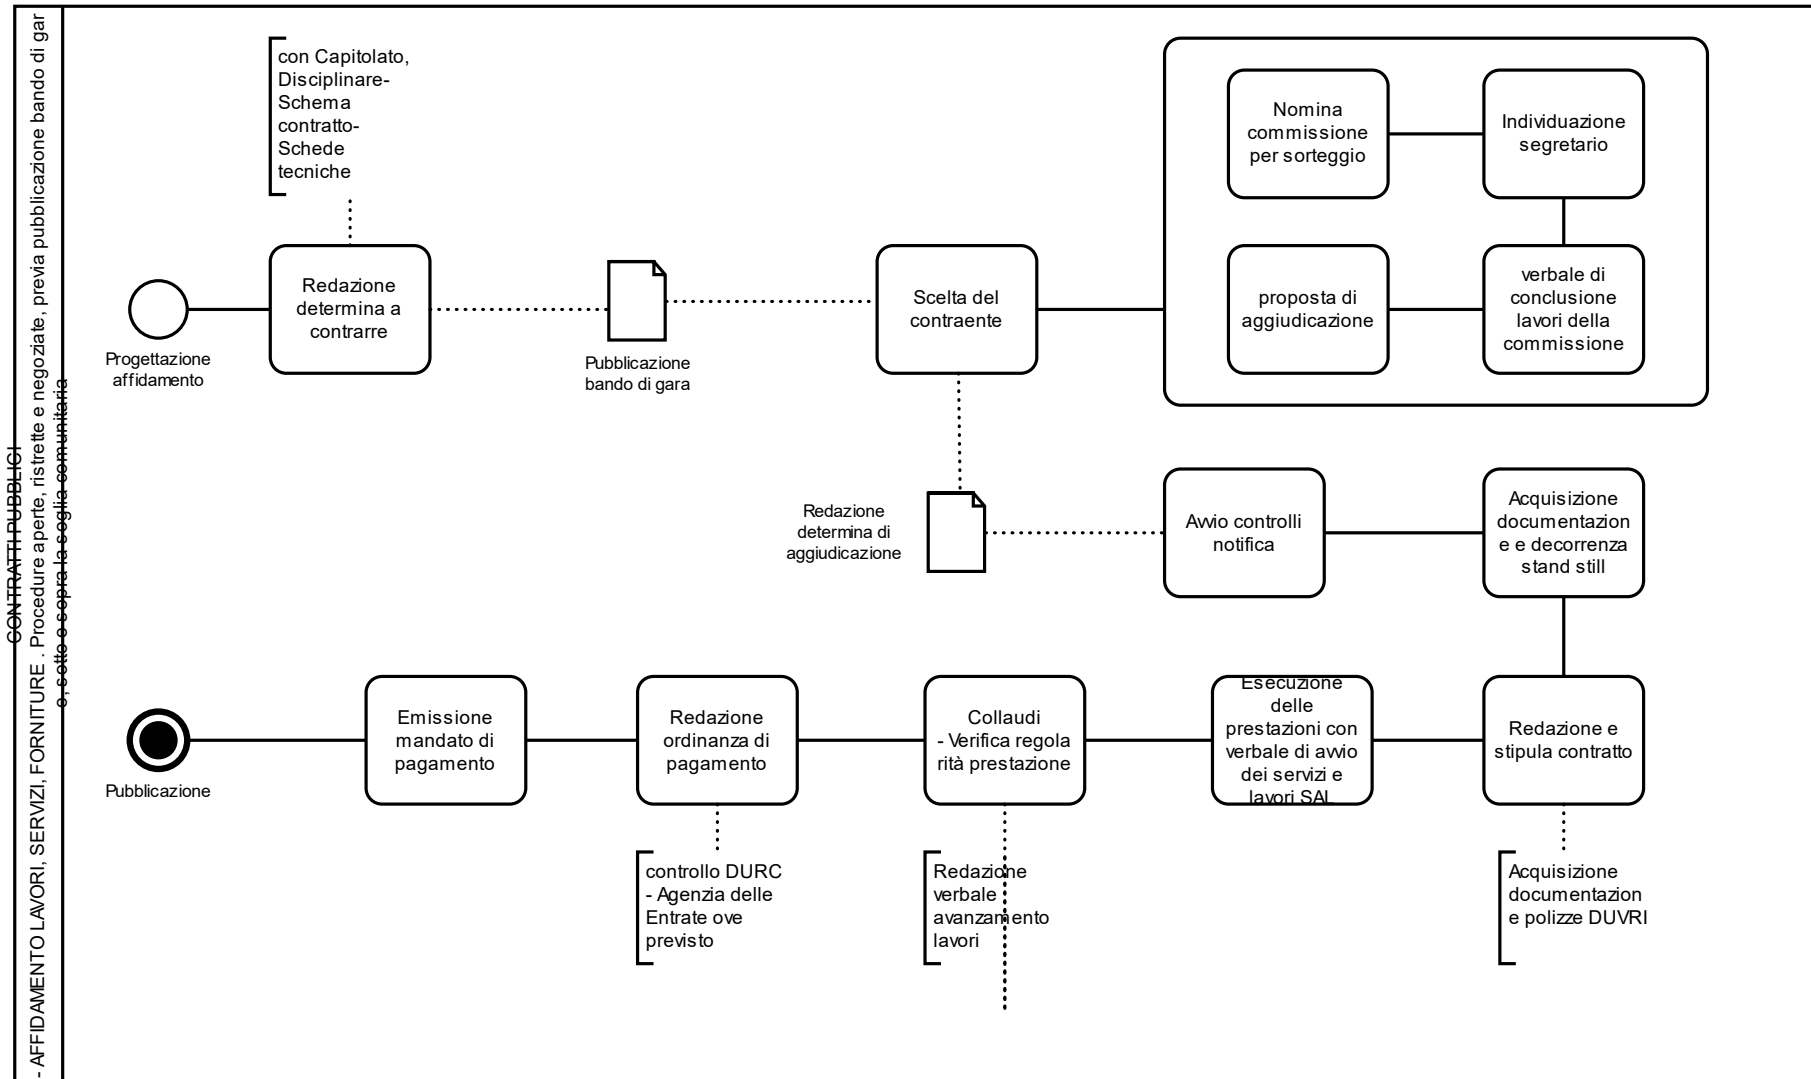 CONTRATTI PUBBLICI
- AFFIDAMENTO LAVORI, SERVIZI, FORNITURE . Procedure aperte, ristrette e negoziate, previa pubblicazione bando di gar
o, sotto o sopra la soglia comunitaria
con Capitolato,
Disciplinare-
Schema
contratto-
Schede
tecniche
Nomina
commissione
per sorteggio
Individuazione
segretario
Progettazione
affidamento
Redazione
determina a
contrarre
Pubblicazione
bando di gara
Scelta del
contraente
proposta di
aggiudicazione
verbale di
conclusione
lavori della
commissione
Redazione
determina di
aggiudicazione
Avvio controlli
notifica
Acquisizione
documentazion
e e decorrenza
stand still
Pubblicazione
Emissione
mandato di
pagamento
Redazione
ordinanza di
pagamento
Collaudi
- Verifica regola
rità prestazione
Esecuzione
delle
prestazioni con
verbale di avvio
dei servizi e
lavori SAL
Redazione e
stipula contratto
controllo DURC
- Agenzia delle
Entrate ove
previsto
Redazione
verbale
avanzamento
lavori
Acquisizione
documentazion
e polizze DUVRI